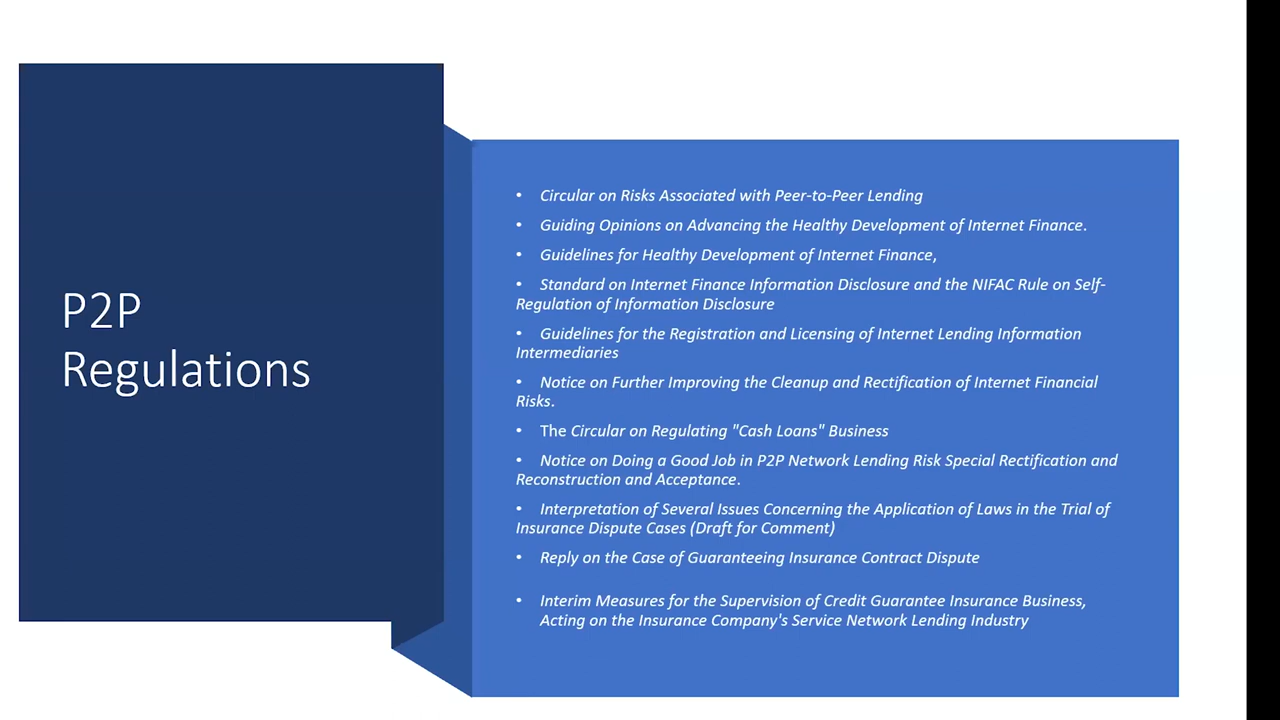 P2P
Regulations
• Circular on Risks Associated with Peer-to-Peer Lending
• Guiding Opinions on Advancing the Healthy Development of Internet Finance.
• Guidelines for Healthy Development of Internet Finance,
• Standard on Internet Finance Information Disclosure and the NIFAC Rule on Self-
Regulation of Information Disclosure
• Guidelines for the Registration and Licensing of Internet Lending Information
Intermediaries
• Notice on Further Improving the Cleanup and Rectification of Internet Financial
Risks.
• The Circular on Regulating "Cash Loans" Business
• Notice on Doing a Good Job in P2P Network Lending Risk Special Rectification and
Reconstruction and Acceptance.
• Interpretation of Several Issues Concerning the Application of Laws in the Trial of
Insurance Dispute Cases (Draft for Comment)
• Reply on the Case of Guaranteeing Insurance Contract Dispute
• Interim Measures for the Supervision of Credit Guarantee Insurance Business,
Acting on the Insurance Company's Service Network Lending Industry